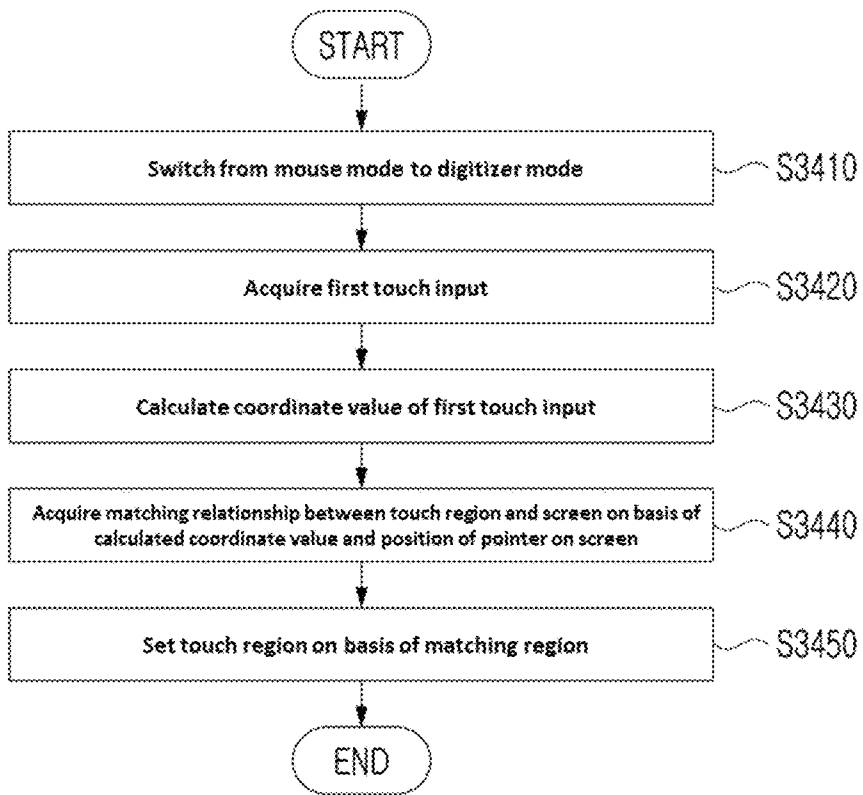 START
Switch from mouse mode to digitizer mode
S3410
Acquire first touch input
S3420
Calculate coordinate value of first touch input
S3430
Acquire matching relationship between touch region and screen on basis of
calculated coordinate value and position of pointer on screen
S3440
Set touch region on basis of matching region
S3450
END